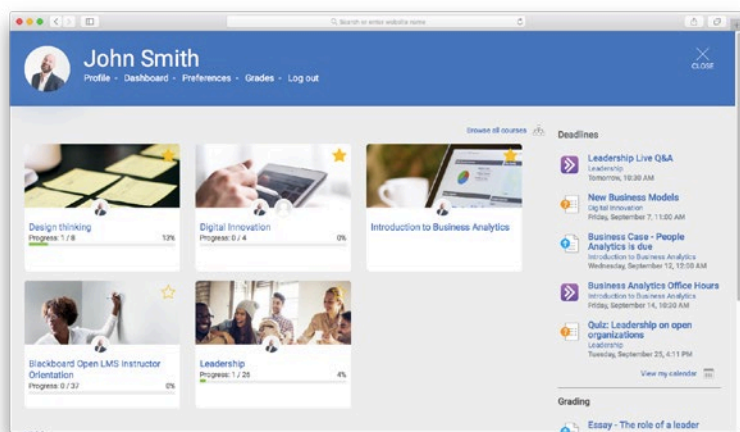 Search or enter website name
John Smith
Profile - Dashboard - Preferences - Grades - Log out
CLOSE
Browse all courses
Design thinking
Progress: 1 / 8 13%
Digital Innovation
Progress: 0 / 4 0%
Introduction to Business Analytics
Blackboard Open LMS Instructor
Orientation
Progress: 0 / 37 0%
Leadership
Progress: 1 / 26 4%
Deadlines
Leadership Live Q&A
Leadership
Tomorrow, 10:30 AM
New Business Models
Digital Innovation
Friday, September 7, 11:00 AM
Business Case - People
Analytics is due
Introduction to Business Analytics
Wednesday, September 12, 12:00 AM
Business Analytics Office Hours
Introduction to Business Analytics
Friday, September 14, 10:30 AM
Quiz: Leadership on open
organizations
Leadership
Tuesday, September 25, 4:11 PM
View my calendar
Grading
Essay - The role of a leader